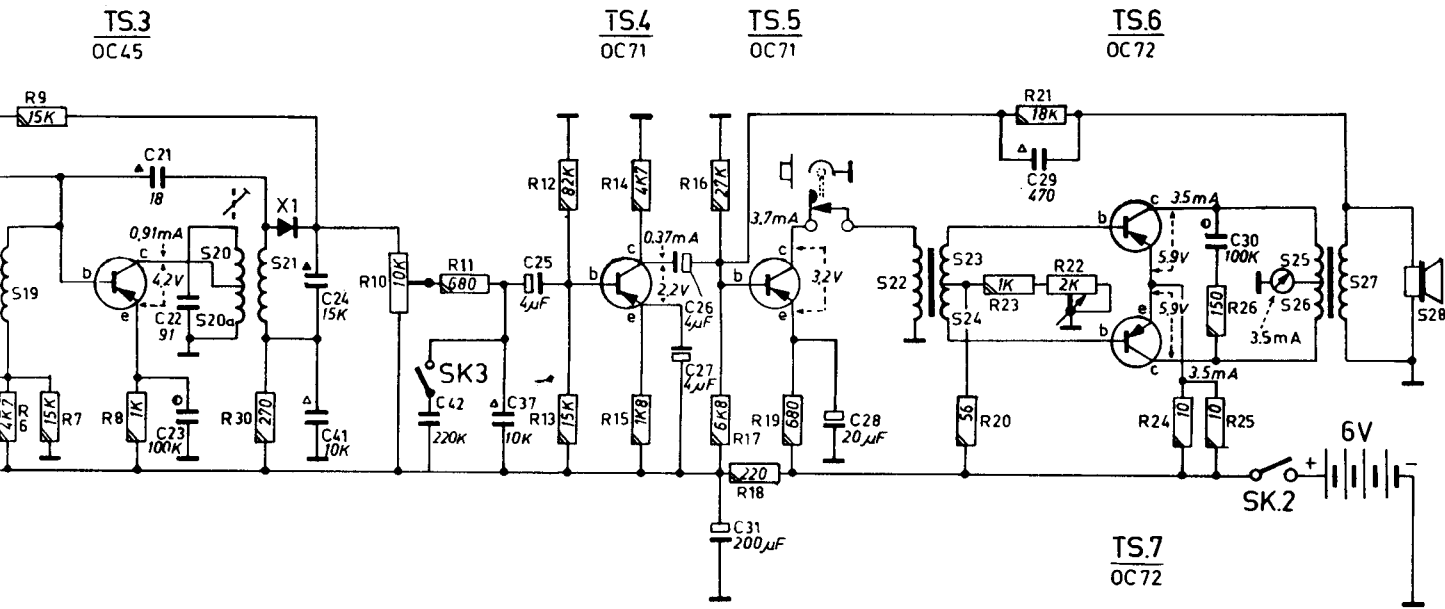 TS.3
OC45
TS.4
OC71
TS.5
OC71
TS.6
OC72
R9
15K
R21
18K
C21
18
C29
470
R12
82K
R14
4K7
R16
27K
X1
3,7mA
b
c
3.5mA
0,91mA
c
4,2V
b
e
S19
S20
S20a
C22
91
S21
C24
15K
R10
10K
R11
680
C25
4µF
b
c
e
0.37mA
2,2V
C26
4µF
C27
4µF
b
c
e
3,2V
S22
S23
S24
1K
R23
R22
2K
5,9V
5,9V
e
b
c
3.5mA
C30
100K
150
R26
S25
S26
3.5mA
S27
S28
SK3
C42
220K
C37
10K
R
6
4K7
15K
R7
R8
1K
C23
100K
R30
270
C41
10K
R13
15K
R15
1K8
6K8
R17
R19
680
C28
20µF
56
R20
R24
10
10
R25
6V
220
R18
+
−
SK.2
C31
200µF
TS.7
OC72